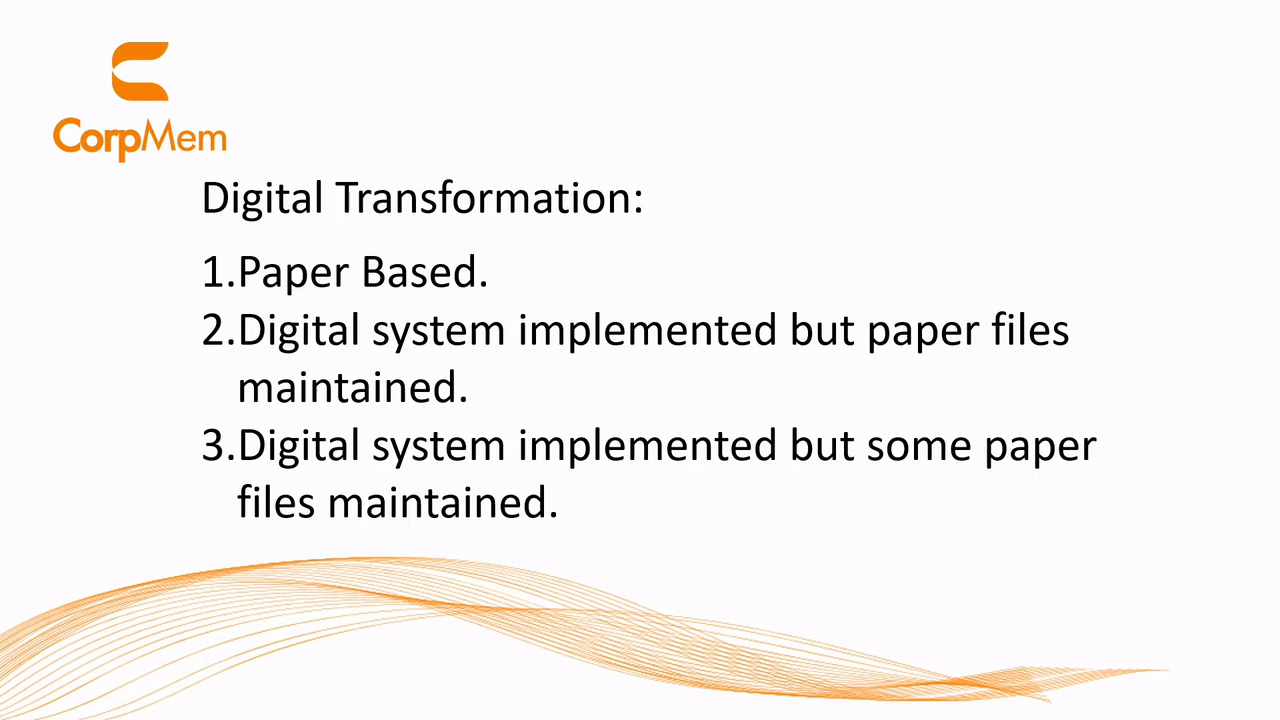 CorpMem
Digital Transformation:
1.Paper Based.
2.Digital system implemented but paper files
maintained.
3.Digital system implemented but some paper
files maintained.